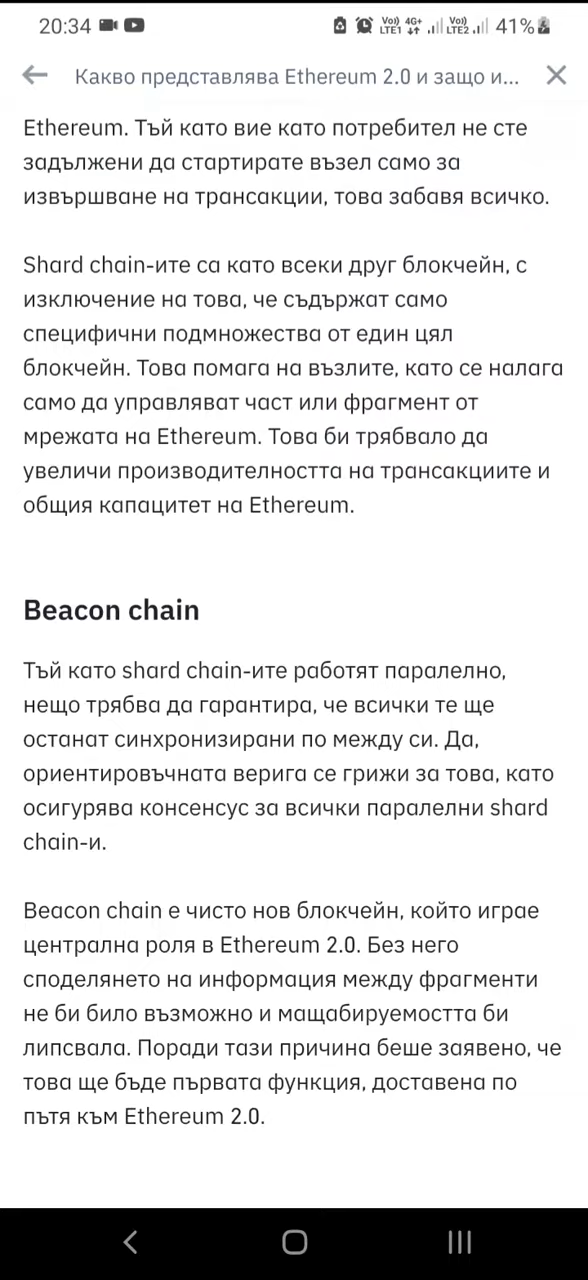 20:34
Vo)) LTE1 4G+ Vo)) LTE2 41%
Какво представлява Ethereum 2.0 и защо и...
Ethereum. Тъй като вие като потребител не сте
задължени да стартирате възел само за
извършване на трансакции, това забавя всичко.
Shard chain-ите са като всеки друг блокчейн, с
изключение на това, че съдържат само
специфични подмножества от един цял
блокчейн. Това помага на възлите, като се налага
само да управляват част или фрагмент от
мрежата на Ethereum. Това би трябвало да
увеличи производителността на трансакциите и
общия капацитет на Ethereum.
Beacon chain
Тъй като shard chain-ите работят паралелно,
нещо трябва да гарантира, че всички те ще
останат синхронизирани по между си. Да,
ориентировъчната верига се грижи за това, като
осигурява консенсус за всички паралелни shard
chain-и.
Beacon chain е чисто нов блокчейн, който играе
централна роля в Ethereum 2.0. Без него
споделянето на информация между фрагменти
не би било възможно и мащабируемостта би
липсвала. Поради тази причина беше заявено, че
това ще бъде първата функция, доставена по
пътя към Ethereum 2.0.